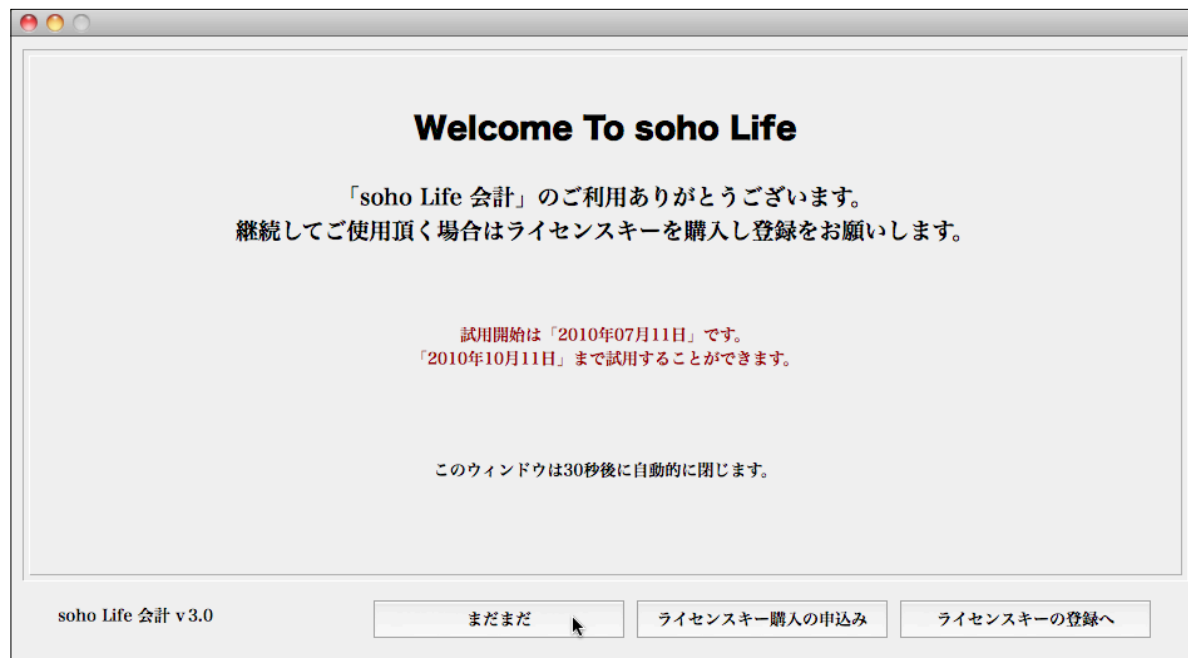 Welcome To soho Life
「soho Life 会計」のご利用ありがとうございます。
継続してご使用頂く場合はライセンスキーを購入し登録をお願いします。
試用開始は「2010年07月11日」です。
「2010年10月11日」まで試用することができます。
このウィンドウは30秒後に自動的に閉じます。
soho Life 会計 v 3.0
まだまだ
ライセンスキー購入の申込み
ライセンスキーの登録へ